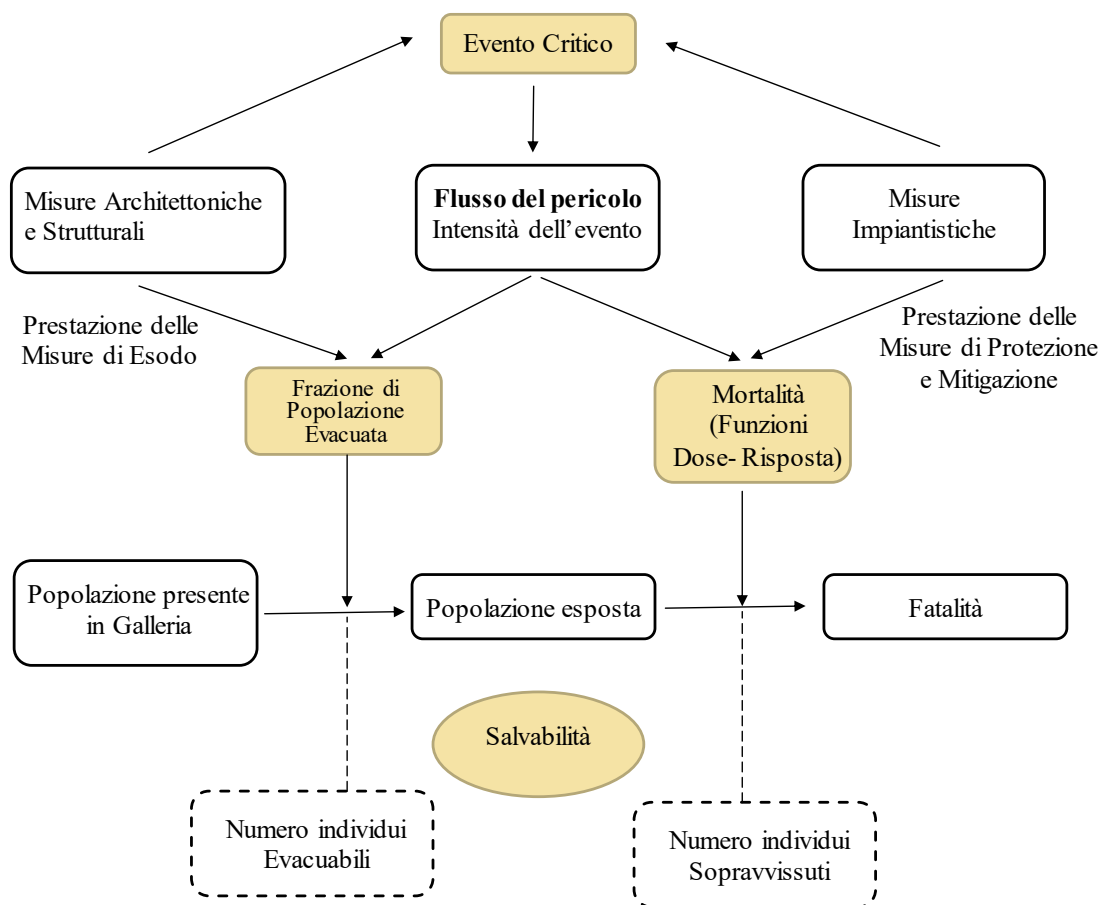 Evento Critico
Misure Architettoniche
e Strutturali
Flusso del pericolo
Intensità dell’evento
Misure
Impiantistiche
Prestazione delle
Misure di Esodo
Prestazione delle
Misure di Protezione
e Mitigazione
Frazione di
Popolazione
Evacuata
Mortalità
(Funzioni
Dose- Risposta)
Popolazione presente
in Galleria
Popolazione esposta
Fatalità
Salvabilità
Numero individui
Evacuabili
Numero individui
Sopravvissuti